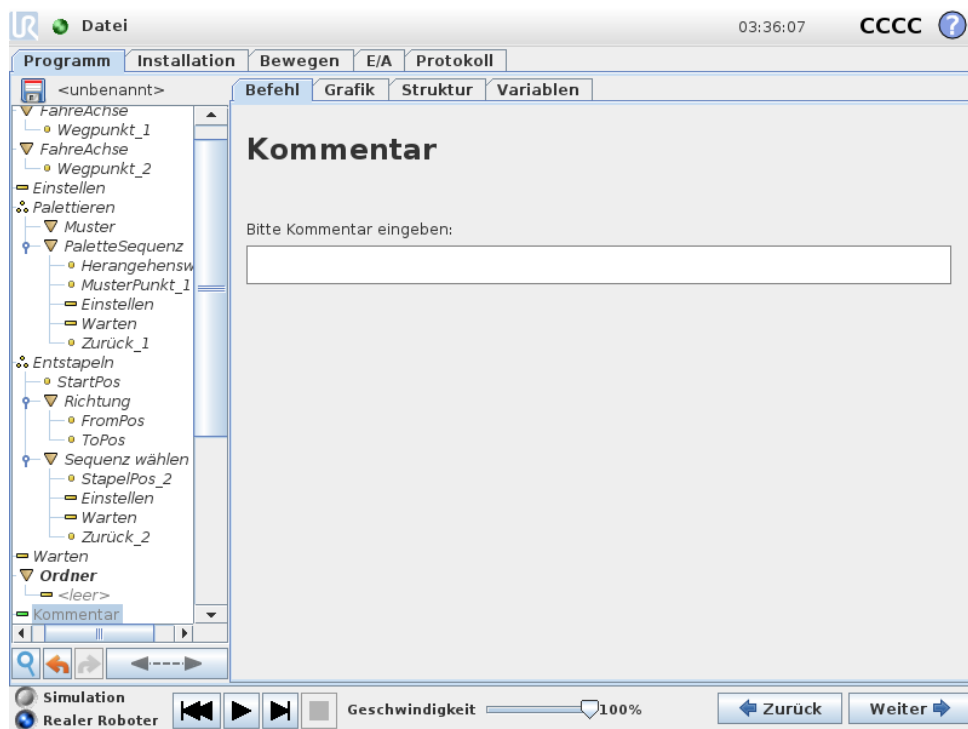 UR Datei 03:36:07 CCCC ?
Programm Installation Bewegen E/A Protokoll
<unbenannt>
Befehl Grafik Struktur Variablen
FahreAchse
Wegpunkt_1
FahreAchse
Wegpunkt_2
Einstellen
Palettieren
Muster
PaletteSequenz
Herangehensw
MusterPunkt_1
Einstellen
Warten
Zurück_1
Entstapeln
StartPos
Richtung
FromPos
ToPos
Sequenz wählen
StapelPos_2
Einstellen
Warten
Zurück_2
Warten
Ordner
<leer>
Kommentar
Kommentar
Bitte Kommentar eingeben:
Simulation
Realer Roboter
Geschwindigkeit 100%
Zurück Weiter